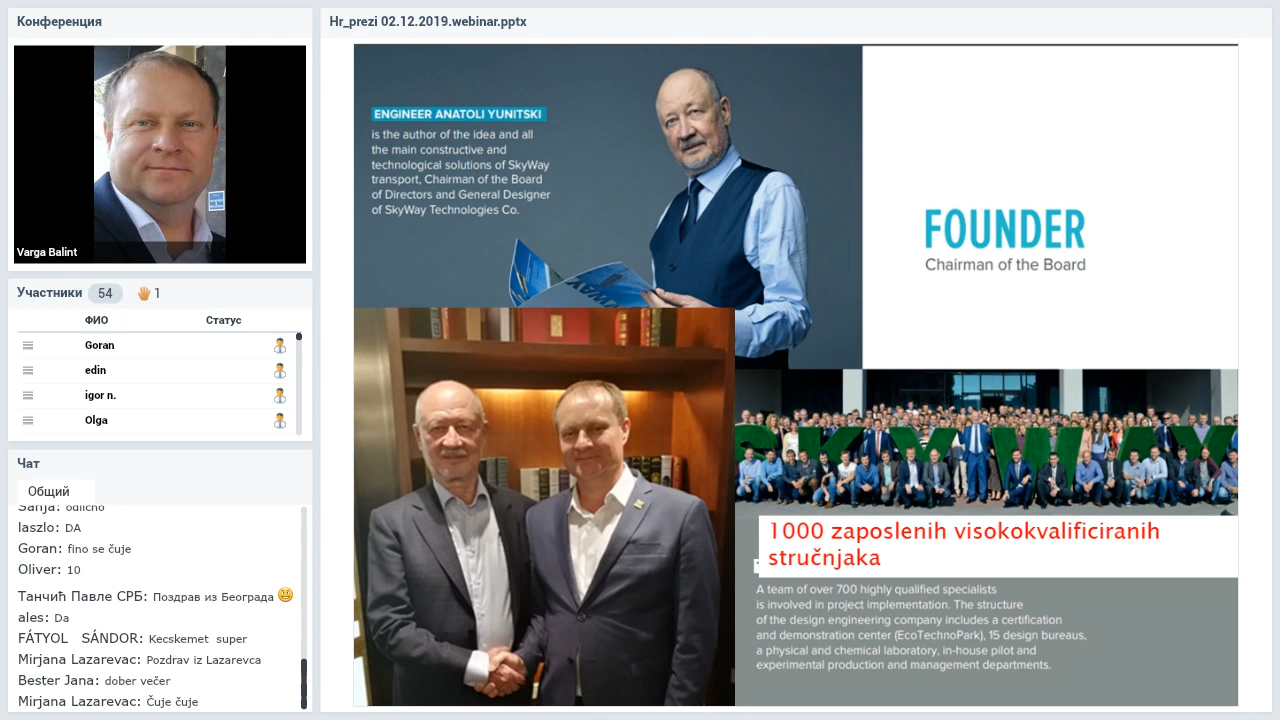 Конференция
Varga Balint
Участники 54 1
ФИО Статус
Goran
edin
igor n.
Olga
Чат
Общий
Sanja: odlicno
laszlo: DA
Goran: fino se čuje
Oliver: 10
Танчић Павле СРБ: Поздрав из Београда
ales: Da
FÁTYOL SÁNDOR: Kecskemet super
Mirjana Lazarevac: Pozdrav iz Lazarevca
Bester Jana: dober večer
Mirjana Lazarevac: Čuje čuje
Hr_prezi 02.12.2019.webinar.pptx
ENGINEER ANATOLI YUNITSKI
is the author of the idea and all
the main constructive and
technological solutions of SkyWay
transport, Chairman of the Board
of Directors and General Designer
of SkyWay Technologies Co.
FOUNDER
Chairman of the Board
SKYWAY
1000 zaposlenih visokokvalificiranih
stručnjaka
A team of over 700 highly qualified specialists
is involved in project implementation. The structure
of the design engineering company includes a certification
and demonstration center (EcoTechnoPark), 15 design bureaus,
a physical and chemical laboratory, in-house pilot and
experimental production and management departments.